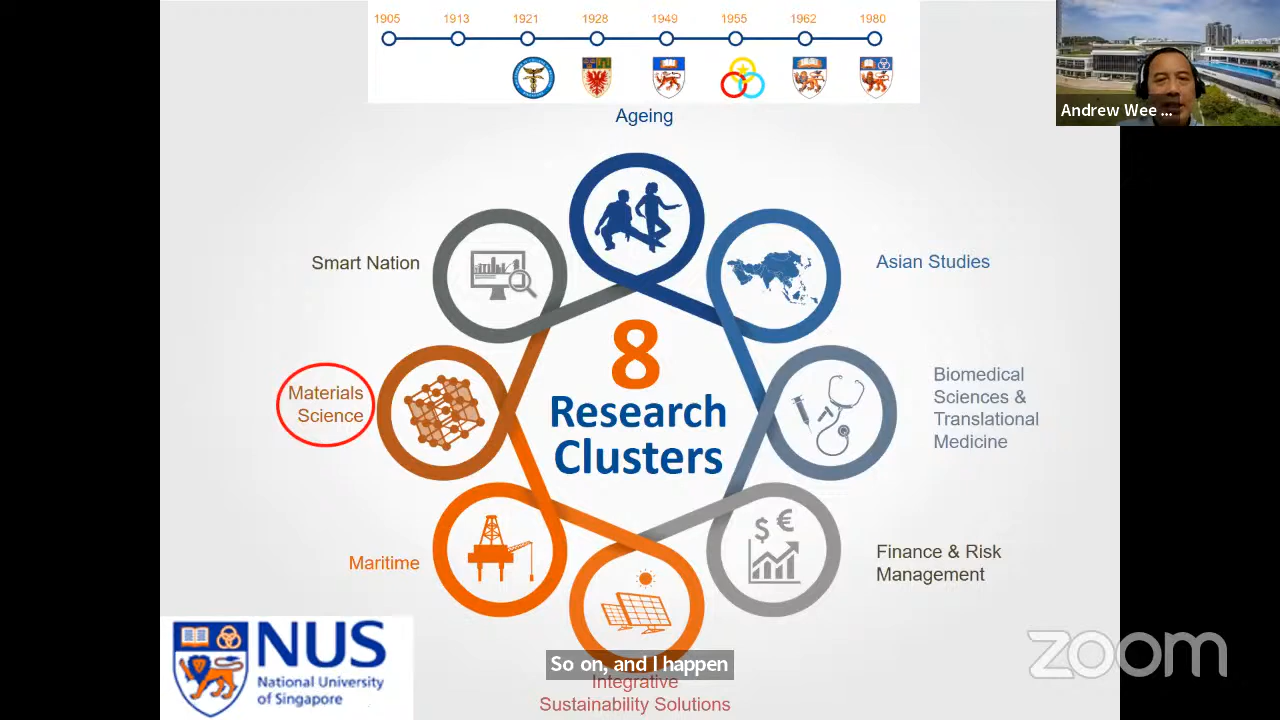 1905 1913 1921 1928 1949 1955 1962 1980
Andrew Wee ...
Ageing
Smart Nation
Asian Studies
Materials
Science
8
Research
Clusters
Biomedical
Sciences &
Translational
Medicine
$ €
Maritime
Finance & Risk
Management
NUS
National University
of Singapore
So on, and I happen
Integrative
Sustainability Solutions
zoom